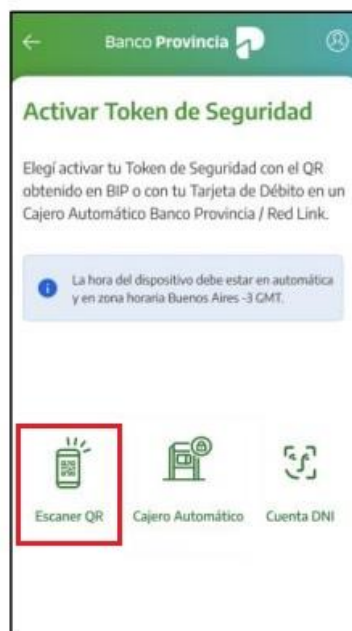 Banco Provincia
Activar Token de Seguridad
Elegí activar tu Token de Seguridad con el QR
obtenido en BIP o con tu Tarjeta de Débito en un
Cajero Automático Banco Provincia / Red Link.
La hora del dispositivo debe estar en automática
y en zona horaria Buenos Aires -3 GMT.
Escaner QR
Cajero Automático
Cuenta DNI